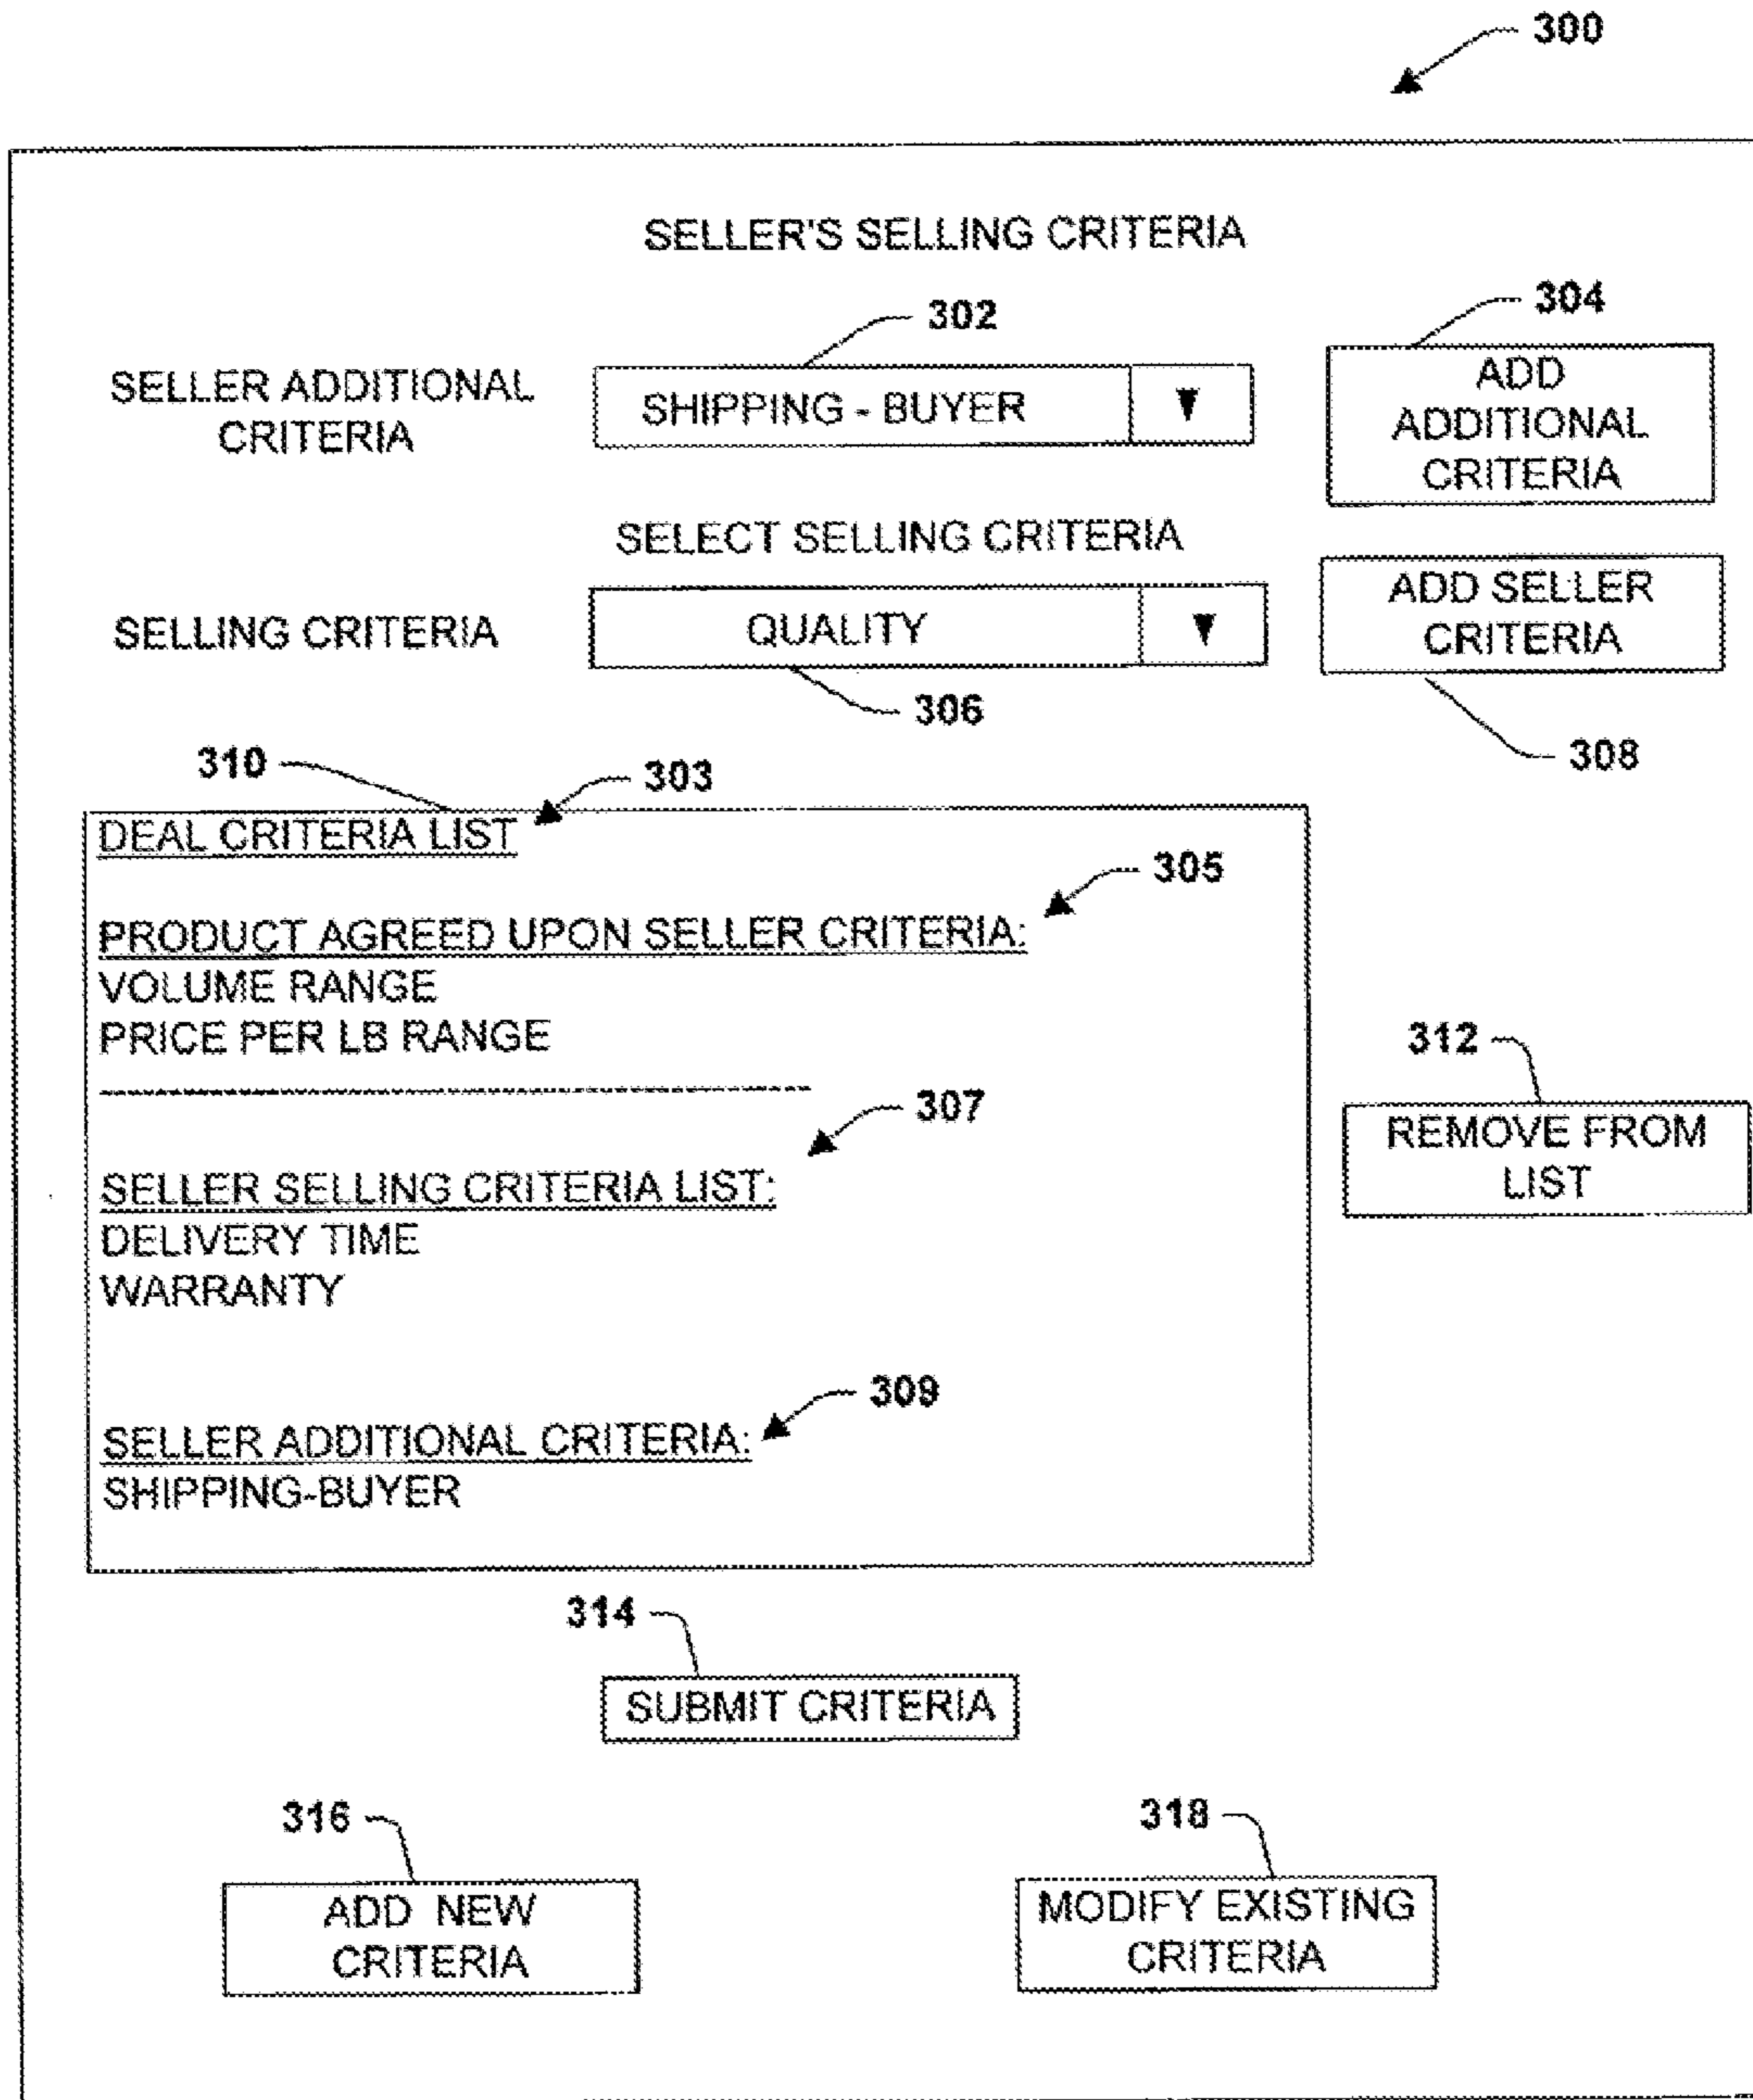 300
SELLER'S SELLING CRITERIA
302
304
SELLER ADDITIONAL
CRITERIA
SHIPPING - BUYER
ADD
ADDITIONAL
CRITERIA
SELECT SELLING CRITERIA
SELLING CRITERIA
QUALITY
ADD SELLER
CRITERIA
306
308
310
303
DEAL CRITERIA LIST
305
PRODUCT AGREED UPON SELLER CRITERIA:
VOLUME RANGE
PRICE PER LB RANGE
307
312
REMOVE FROM
LIST
SELLER SELLING CRITERIA LIST:
DELIVERY TIME
WARRANTY
309
SELLER ADDITIONAL CRITERIA:
SHIPPING-BUYER
314
SUBMIT CRITERIA
316
318
ADD NEW
CRITERIA
MODIFY EXISTING
CRITERIA